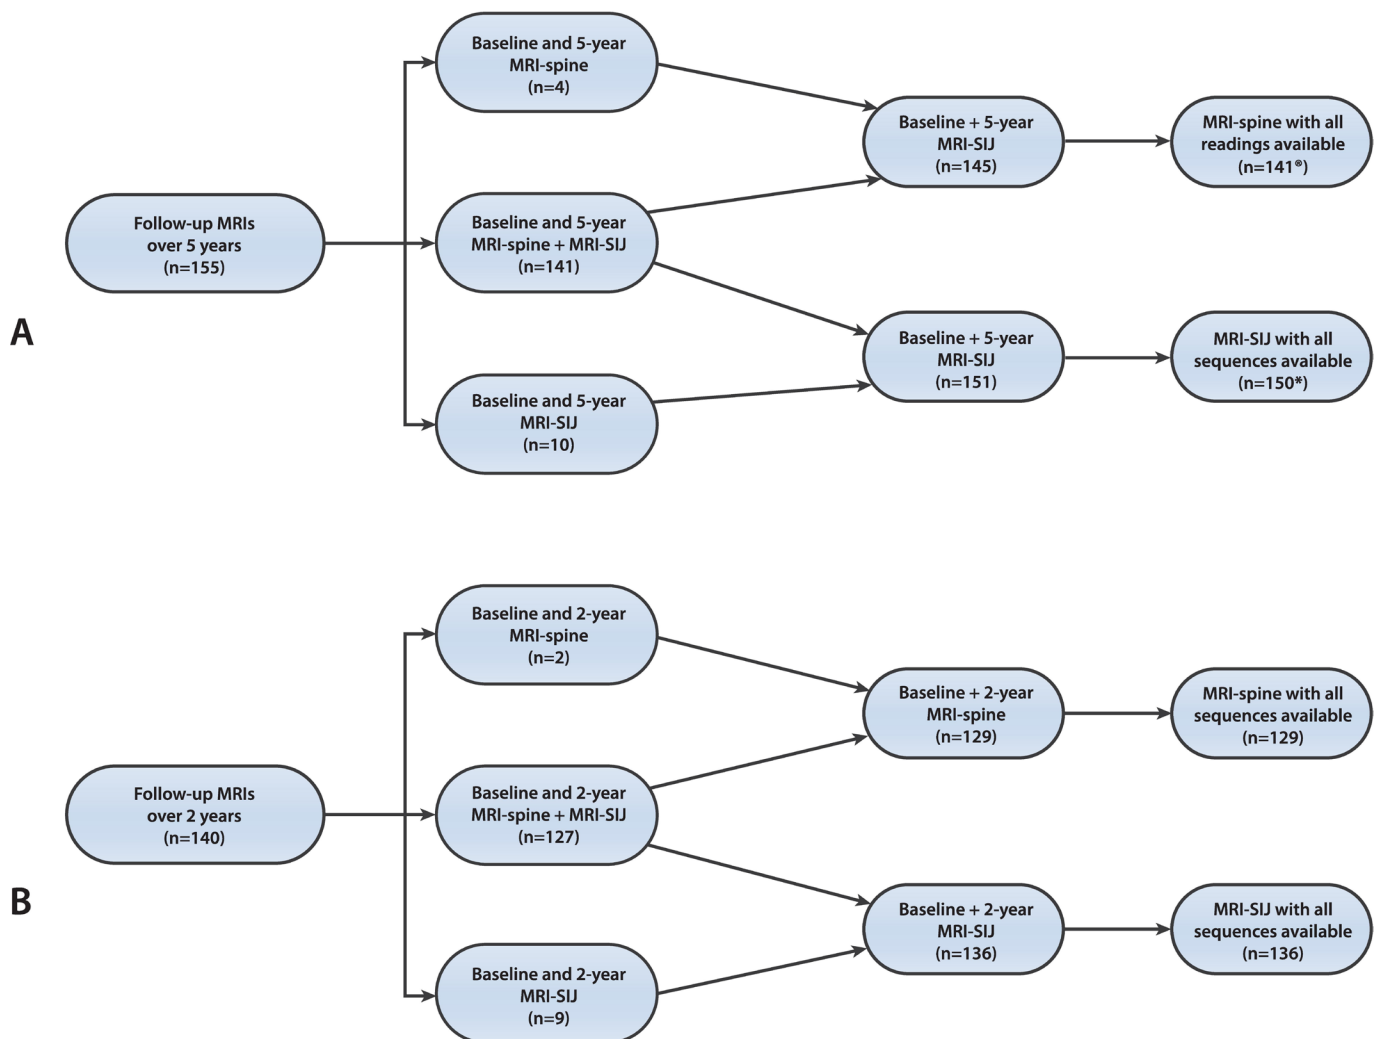 Baseline and 5-year
MRI-spine
(n=4)
Baseline + 5-year
MRI-SIJ
(n=145)
MRI-spine with all
readings available
(n=141®)
Follow-up MRIs
over 5 years
(n=155)
Baseline and 5-year
MRI-spine + MRI-SIJ
(n=141)
A
Baseline + 5-year
MRI-SIJ
(n=151)
MRI-SIJ with all
sequences available
(n=150*)
Baseline and 5-year
MRI-SIJ
(n=10)
Baseline and 2-year
MRI-spine
(n=2)
Baseline + 2-year
MRI-spine
(n=129)
MRI-spine with all
sequences available
(n=129)
Follow-up MRIs
over 2 years
(n=140)
Baseline and 2-year
MRI-spine + MRI-SIJ
(n=127)
B
Baseline + 2-year
MRI-SIJ
(n=136)
MRI-SIJ with all
sequences available
(n=136)
Baseline and 2-year
MRI-SIJ
(n=9)